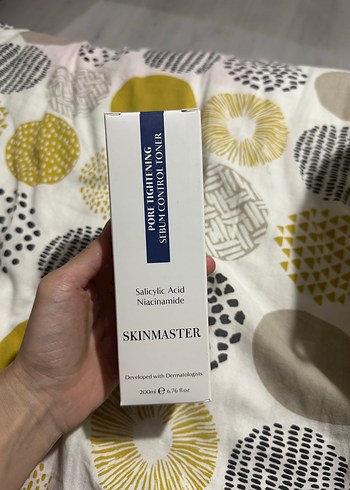 PORE TIGHTENING
SEBUM CONTROL TONER
Salicylic Acid
Niacinamide
SKINMASTER
Developed with Dermatologists
200ml ℮ 6.76 fl.oz